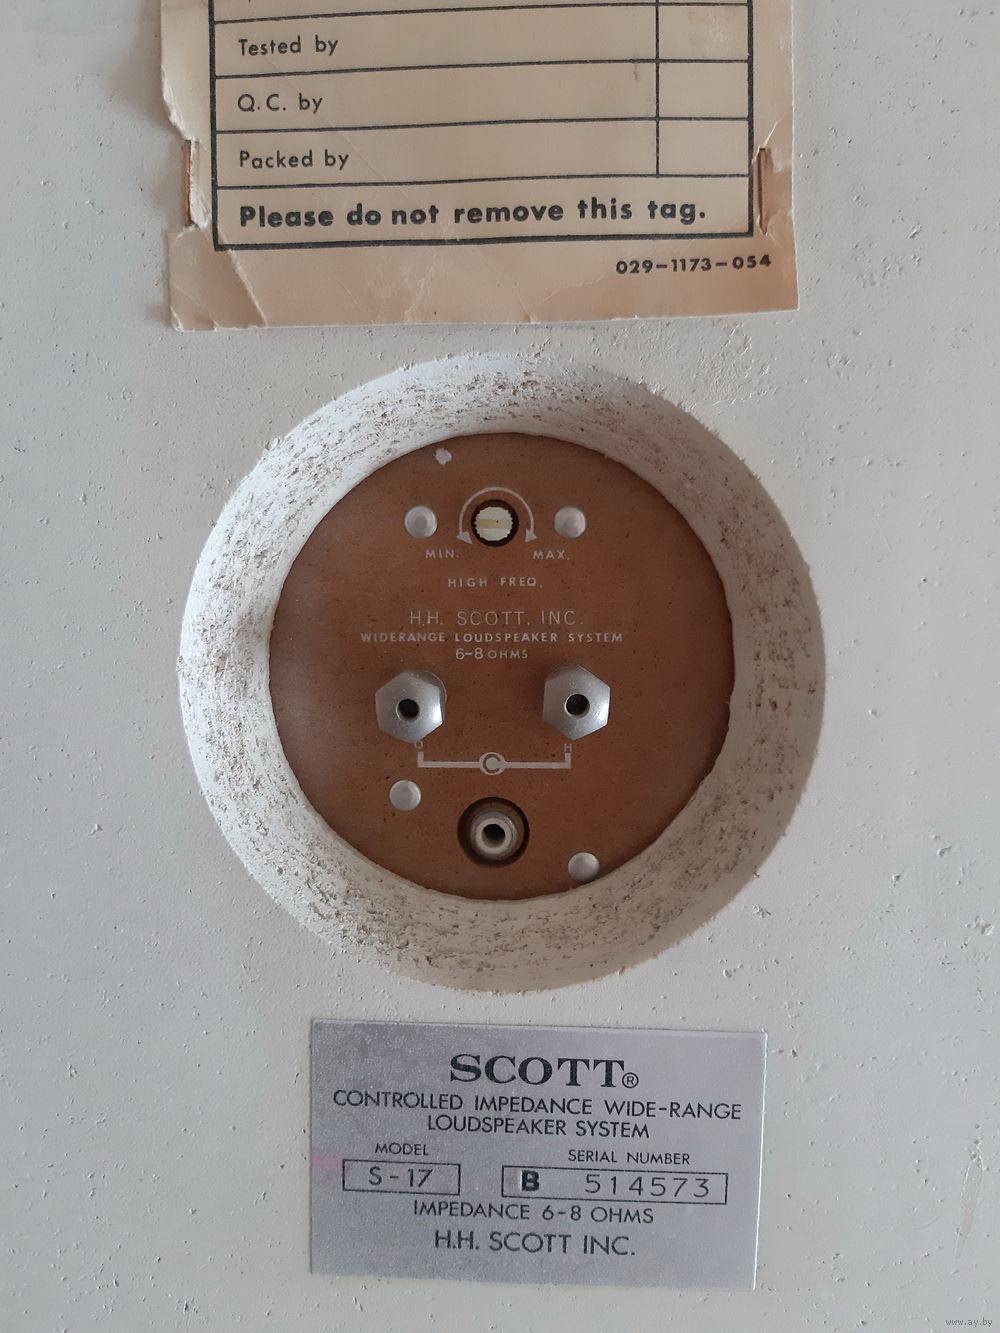 Tested by
Q.C. by
Packed by
Please do not remove this tag.
029-1173-054
MIN. MAX.
HIGH FREQ.
H.H. SCOTT, INC.
WIDERANGE LOUDSPEAKER SYSTEM
6-8 OHMS
O H
C
SCOTT®
CONTROLLED IMPEDANCE WIDE-RANGE
LOUDSPEAKER SYSTEM
MODEL SERIAL NUMBER
S-17 B 514573
IMPEDANCE 6-8 OHMS
H.H. SCOTT INC.
www.ay.by